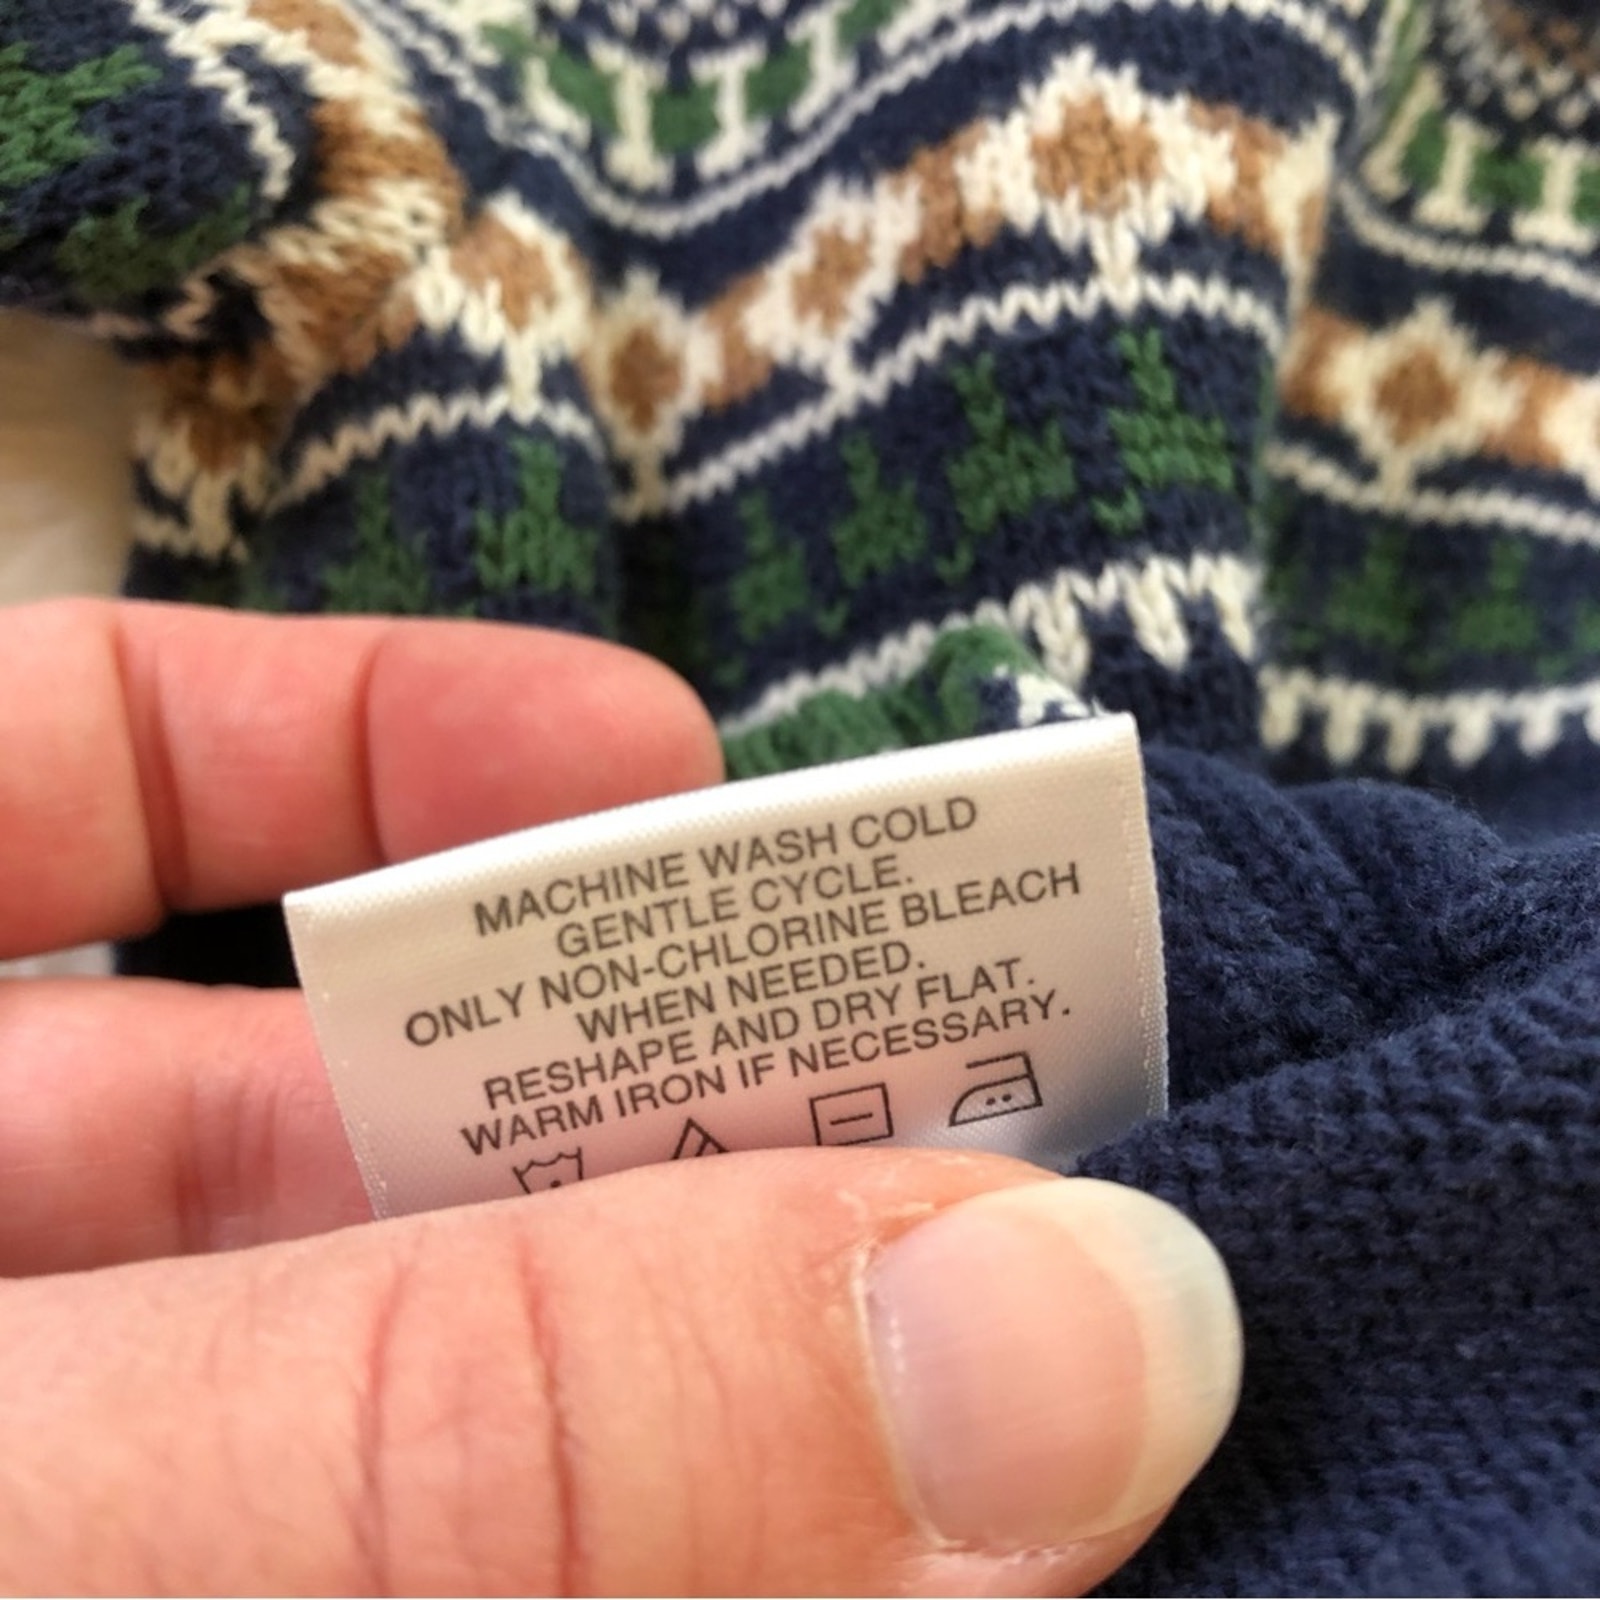 MACHINE WASH COLD
GENTLE CYCLE.
ONLY NON-CHLORINE BLEACH
WHEN NEEDED.
RESHAPE AND DRY FLAT.
WARM IRON IF NECESSARY.